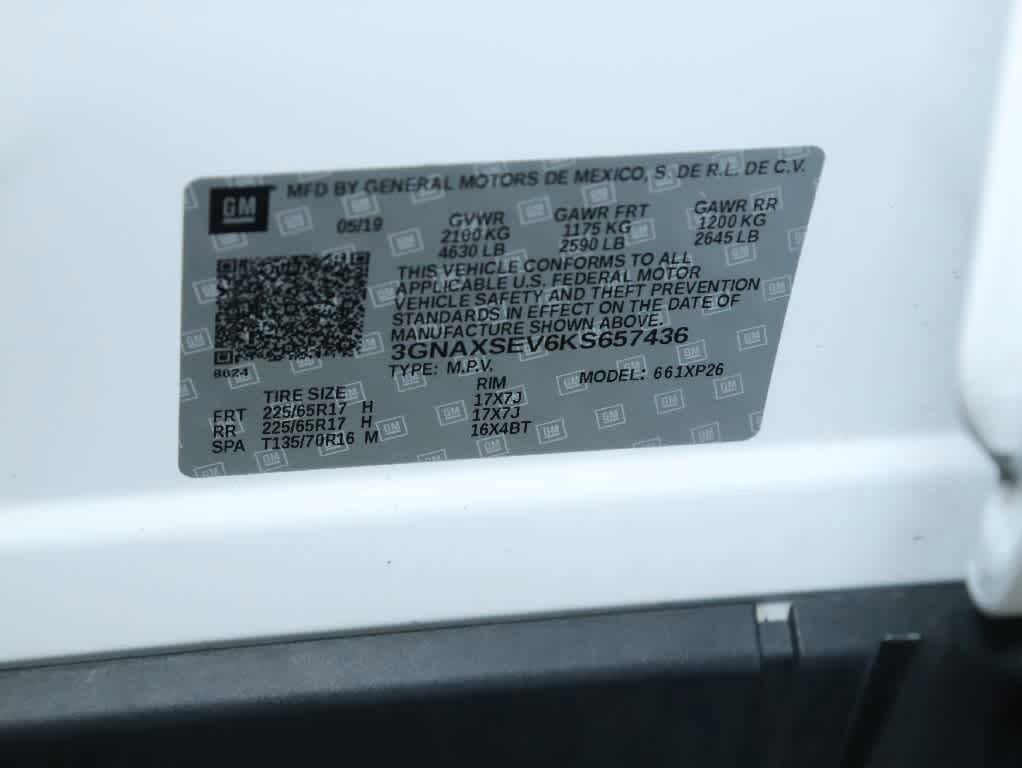 GM
MFD BY GENERAL MOTORS DE MEXICO, S. DE R.L. DE C.V.
05/19 GVWR GAWR FRT GAWR RR
2100 KG 1175 KG 1200 KG
4630 LB 2590 LB 2645 LB
THIS VEHICLE CONFORMS TO ALL
APPLICABLE U.S. FEDERAL MOTOR
VEHICLE SAFETY AND THEFT PREVENTION
STANDARDS IN EFFECT ON THE DATE OF
MANUFACTURE SHOWN ABOVE.
3GNAXSEV6KS657436
8624
TYPE: M.P.V. MODEL: 661XP26
TIRE SIZE RIM
FRT 225/65R17 H 17X7J
RR 225/65R17 H 17X7J
SPA T135/70R16 M 16X4BT